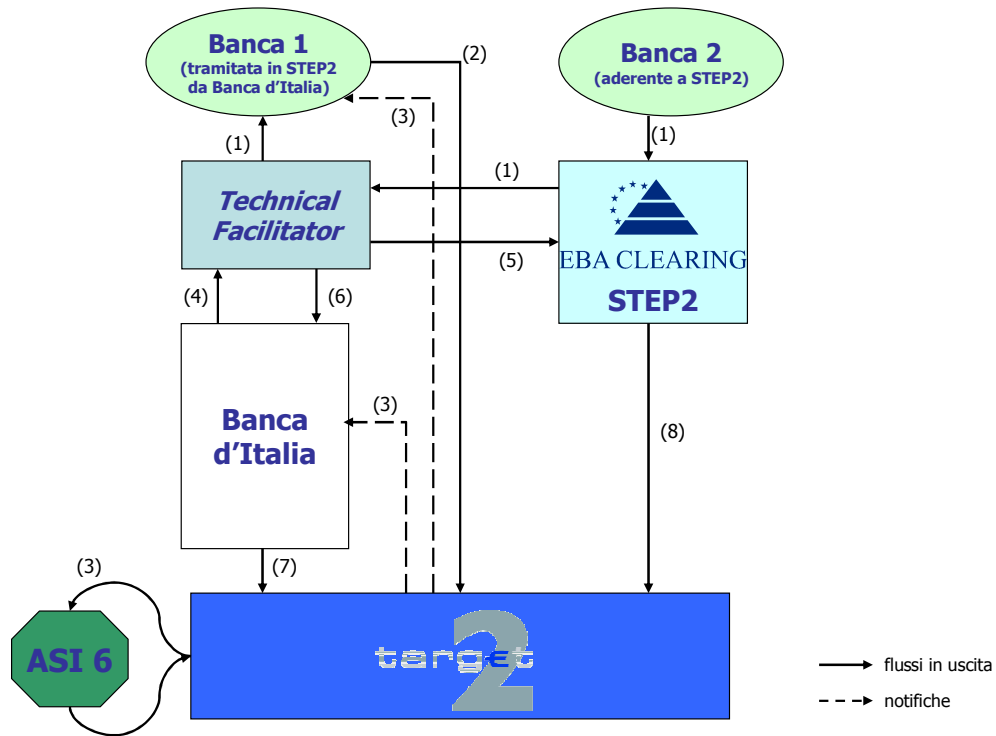 Banca 1
(tramitata in STEP2
da Banca d'Italia)
(2)
Banca 2
(aderente a STEP2)
(3)
(1)
(1)
(1)
Technical
Facilitator
EBA CLEARING
STEP2
(5)
(4)
(6)
Banca
d'Italia
(3)
(8)
(7)
(3)
ASI 6
target
2
flussi in uscita
notifiche